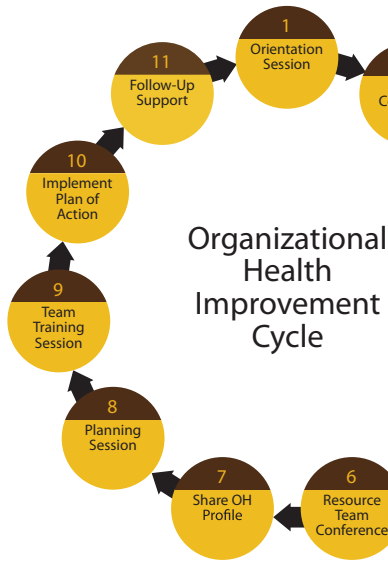 1
Orientation
Session
11
Follow-Up
Support
10
Implement
Plan of
Action
Organizational
Health
Improvement
Cycle
9
Team
Training
Session
8
Planning
Session
7
Share OH
Profile
6
Resource
Team
Conference